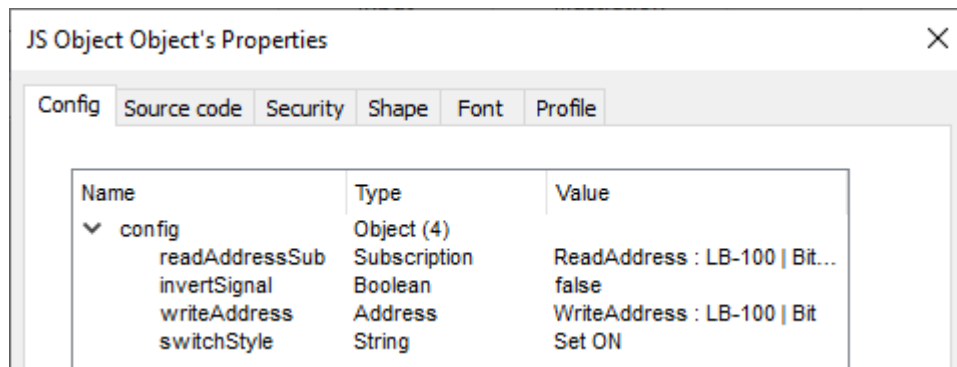 JS Object Object's Properties
Config Source code Security Shape Font Profile
Name Type Value
config Object (4)
readAddressSub Subscription ReadAddress : LB-100 | Bit...
invertSignal Boolean false
writeAddress Address WriteAddress : LB-100 | Bit
switchStyle String Set ON